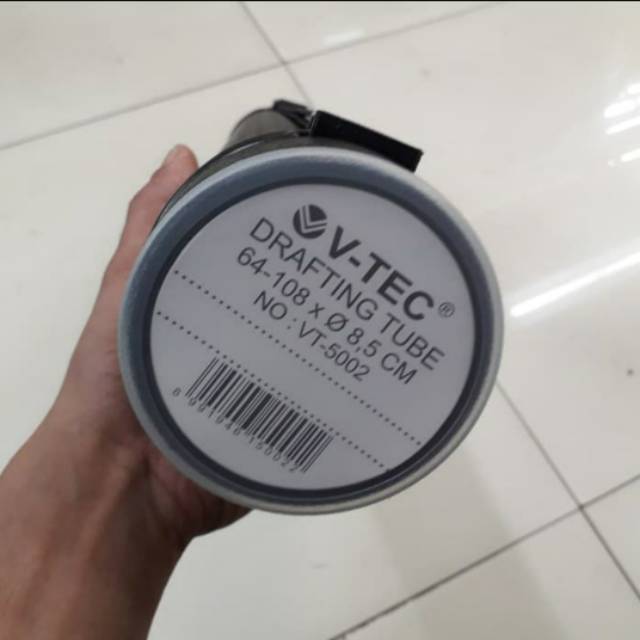 V-TEC®
DRAFTING TUBE
64-108 x Ø 8,5 CM
NO : VT-5002